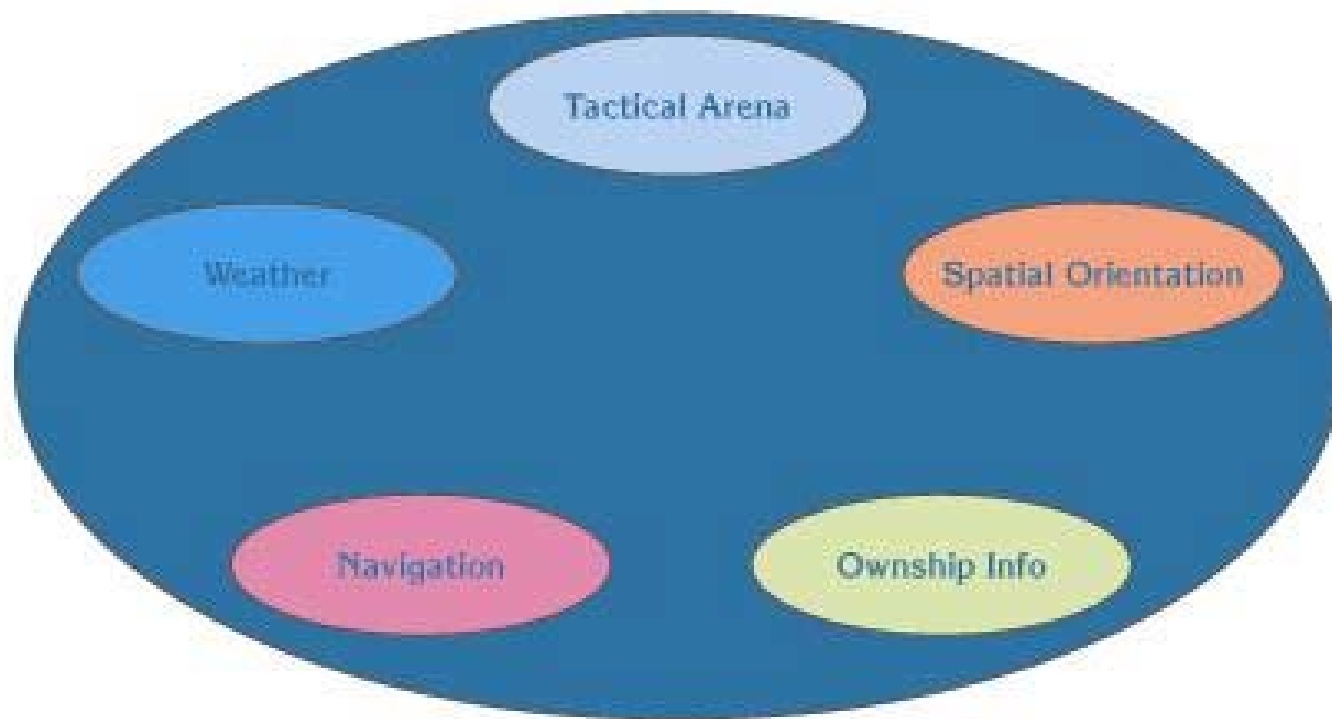 Tactical Arena
Weather
Spatial Orientation
Navigation
Ownship Info